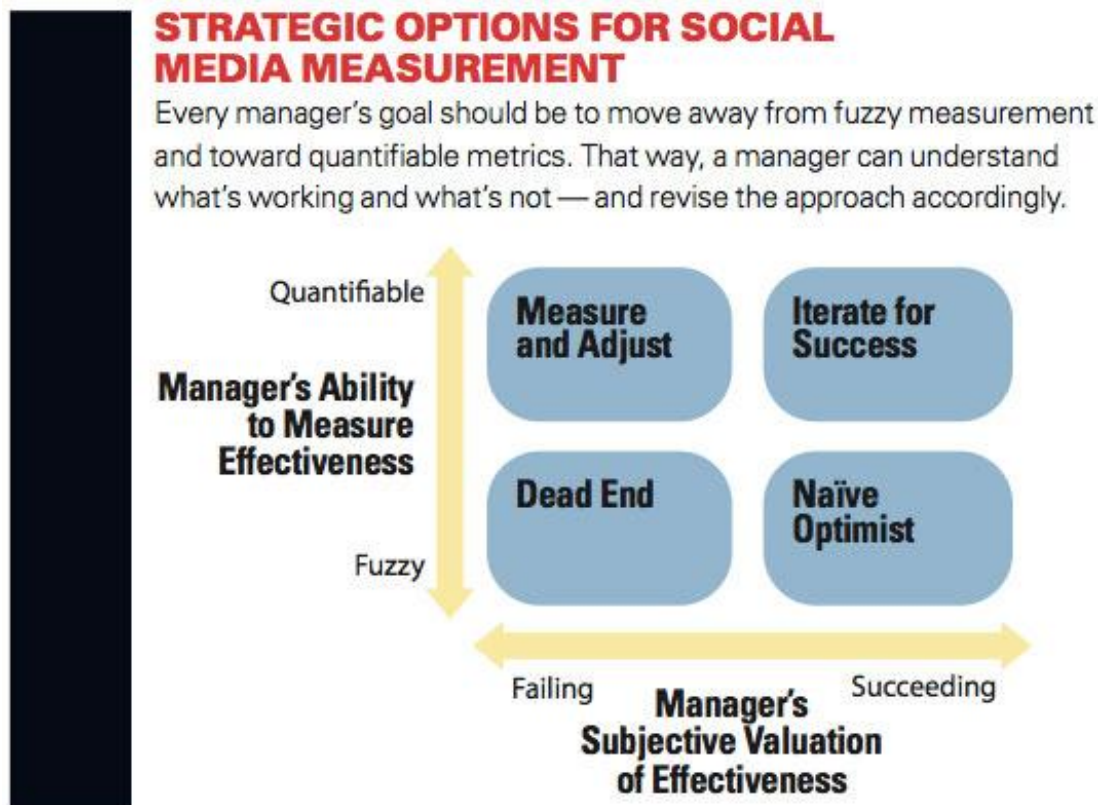 STRATEGIC OPTIONS FOR SOCIAL
MEDIA MEASUREMENT
Every manager's goal should be to move away from fuzzy measurement
and toward quantifiable metrics. That way, a manager can understand
what's working and what's not — and revise the approach accordingly.
Quantifiable
Manager's Ability
to Measure
Effectiveness
Fuzzy
Measure
and Adjust
Iterate for
Success
Dead End
Naïve
Optimist
Failing
Succeeding
Manager's
Subjective Valuation
of Effectiveness